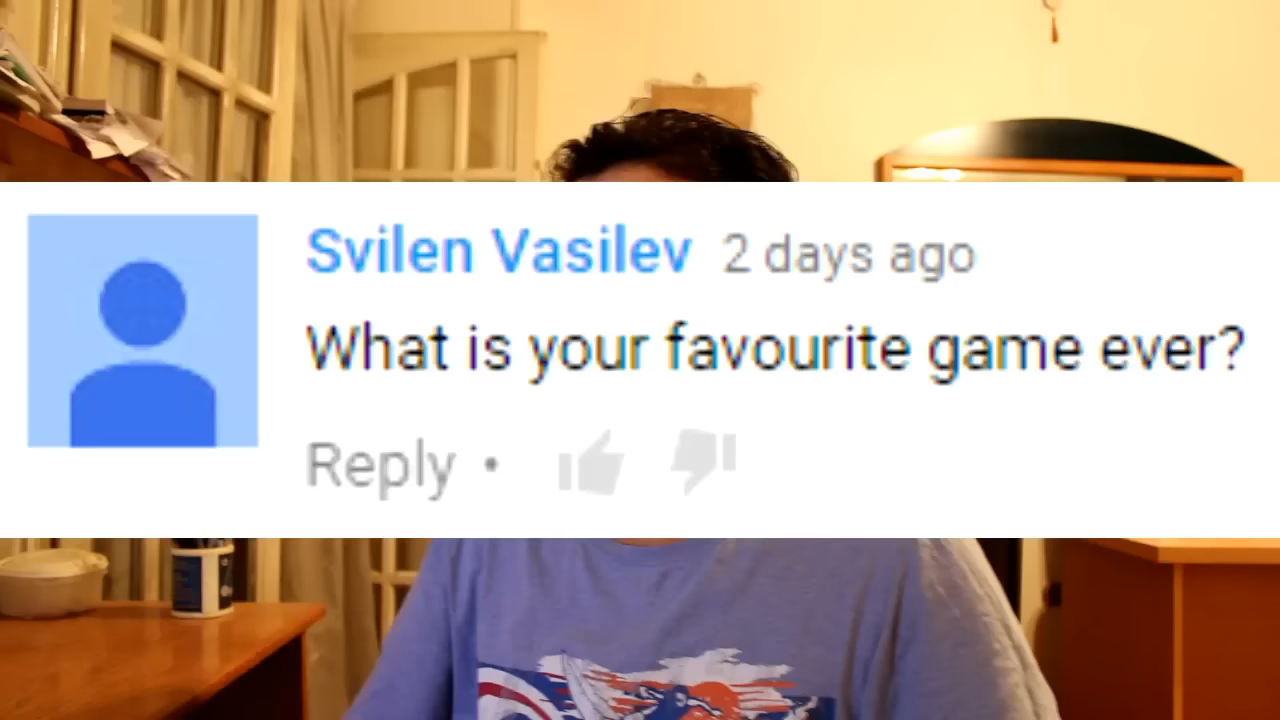 Svilen Vasilev 2 days ago
What is your favourite game ever?
Reply •